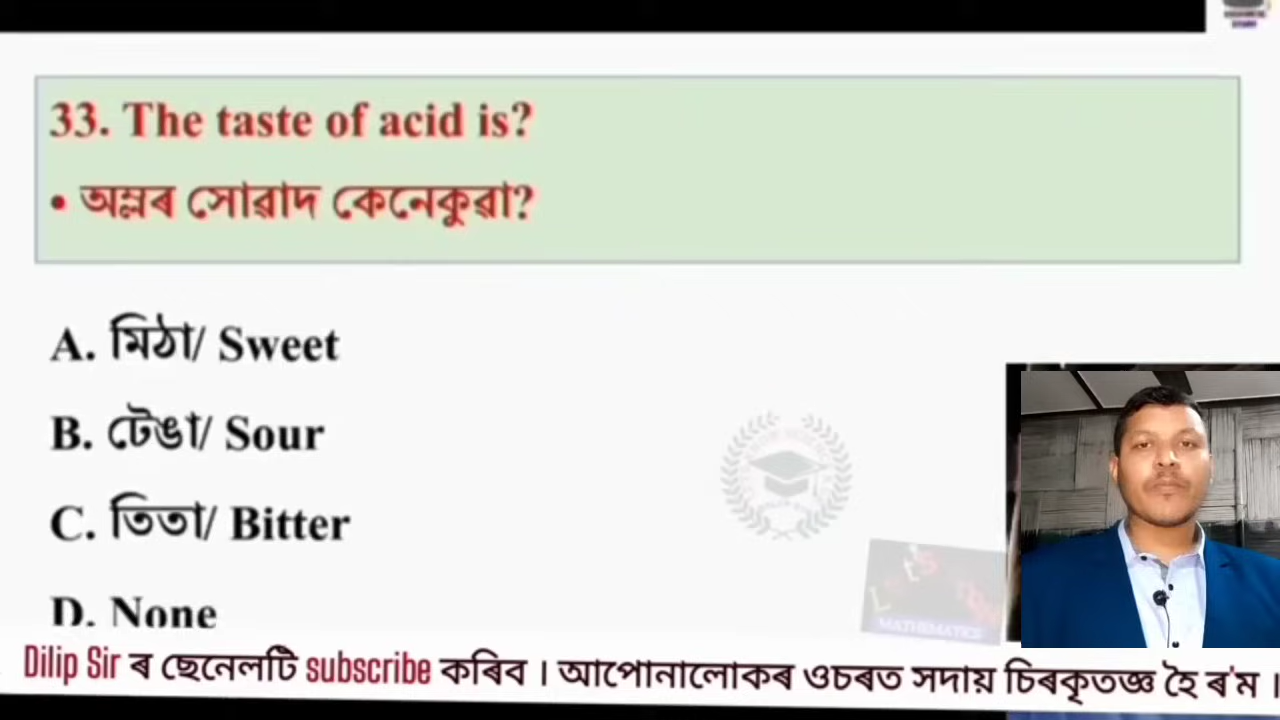 33. The taste of acid is?
• অম্লৰ সোৱাদ কেনেকুৱা?
A. মিঠা/ Sweet
B. টেঙা/ Sour
C. তিতা/ Bitter
D. None
MATHEMATICS
Dilip Sir ৰ ছেনেলটি subscribe কৰিব । আপোনালোকৰ ওচৰত সদায় চিৰকৃতজ্ঞ হৈ ৰ'ম ।